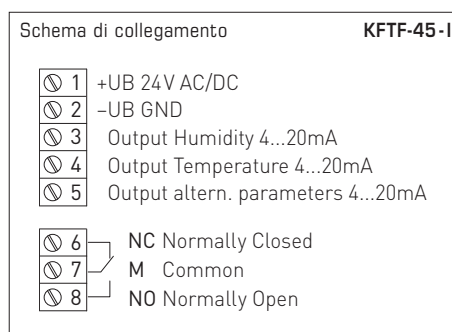 Schema di collegamento KFTF-45-I
1 +UB 24V AC/DC
2 –UB GND
3 Output Humidity 4...20mA
4 Output Temperature 4...20mA
5 Output altern. parameters 4...20mA
6 NC Normally Closed
7 M Common
8 NO Normally Open